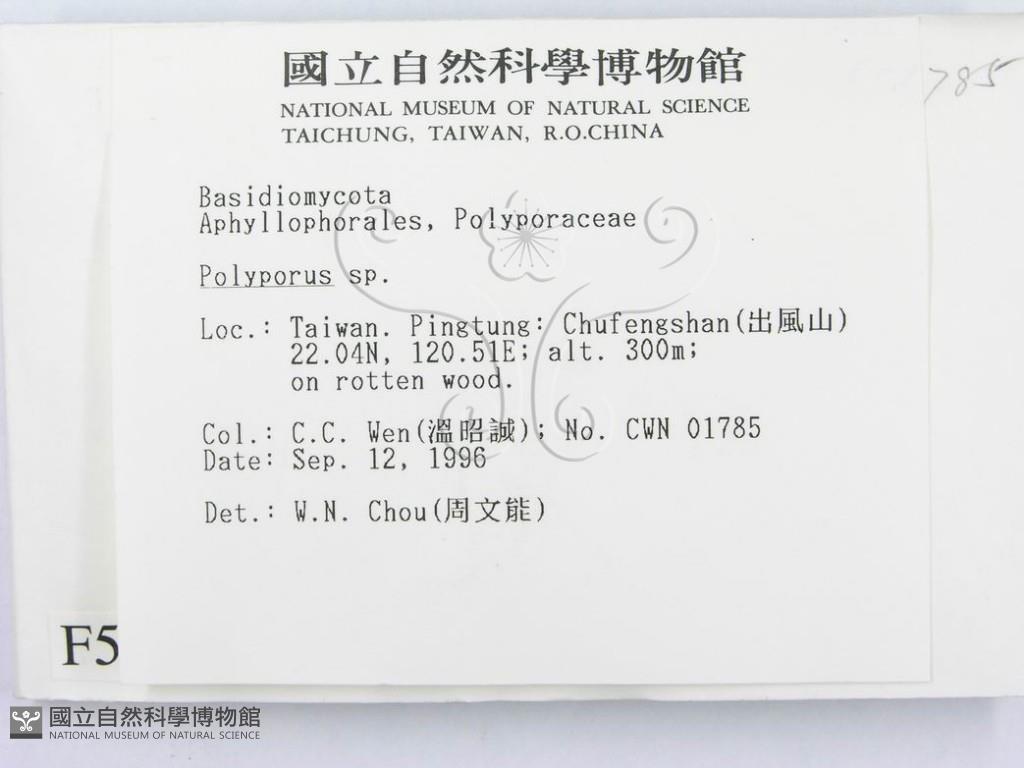 國立自然科學博物館
NATIONAL MUSEUM OF NATURAL SCIENCE
TAICHUNG, TAIWAN, R.O.CHINA
785
Basidiomycota
Aphyllophorales, Polyporaceae
Polyporus sp.
Loc.: Taiwan. Pingtung: Chufengshan(出風山)
22.04N, 120.51E; alt. 300m;
on rotten wood.
Col.: C.C. Wen(溫昭誠); No. CWN 01785
Date: Sep. 12, 1996
Det.: W.N. Chou(周文能)
F5
國立自然科學博物館
NATIONAL MUSEUM OF NATURAL SCIENCE